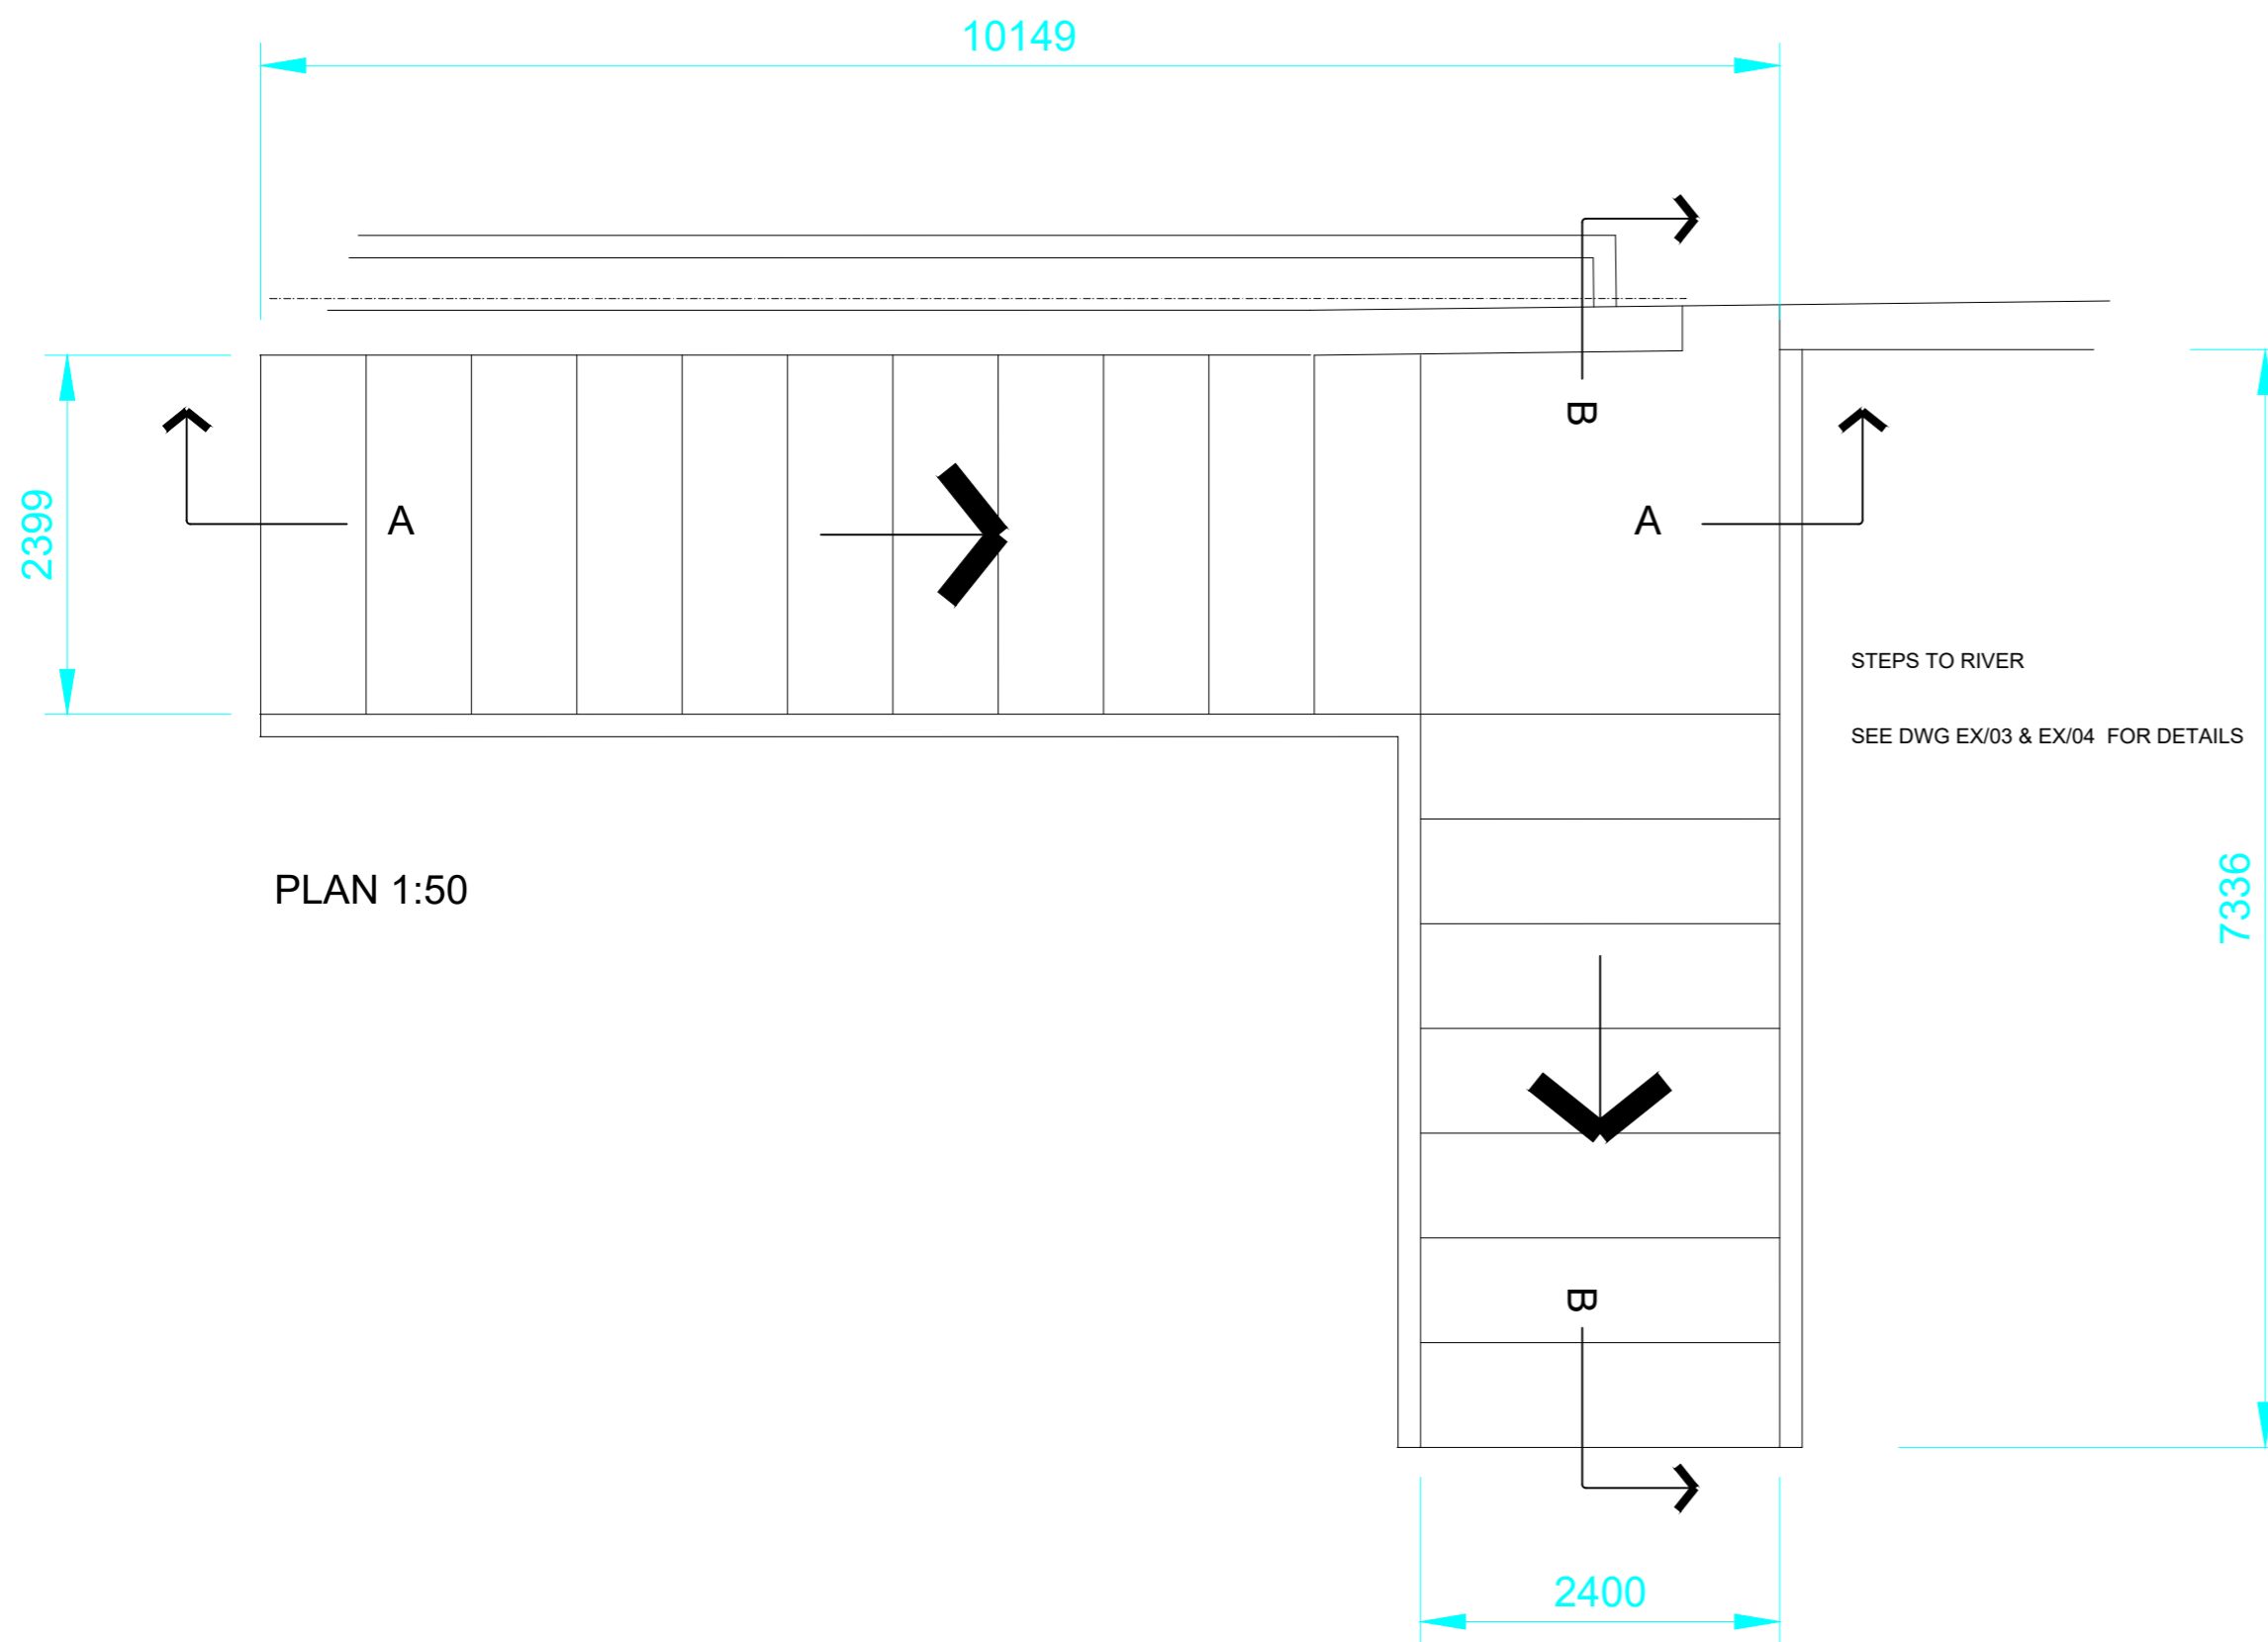 10149
B
A
A
2399
STEPS TO RIVER
SEE DWG EX/03 & EX/04 FOR DETAILS
PLAN 1:50
7336
B
2400